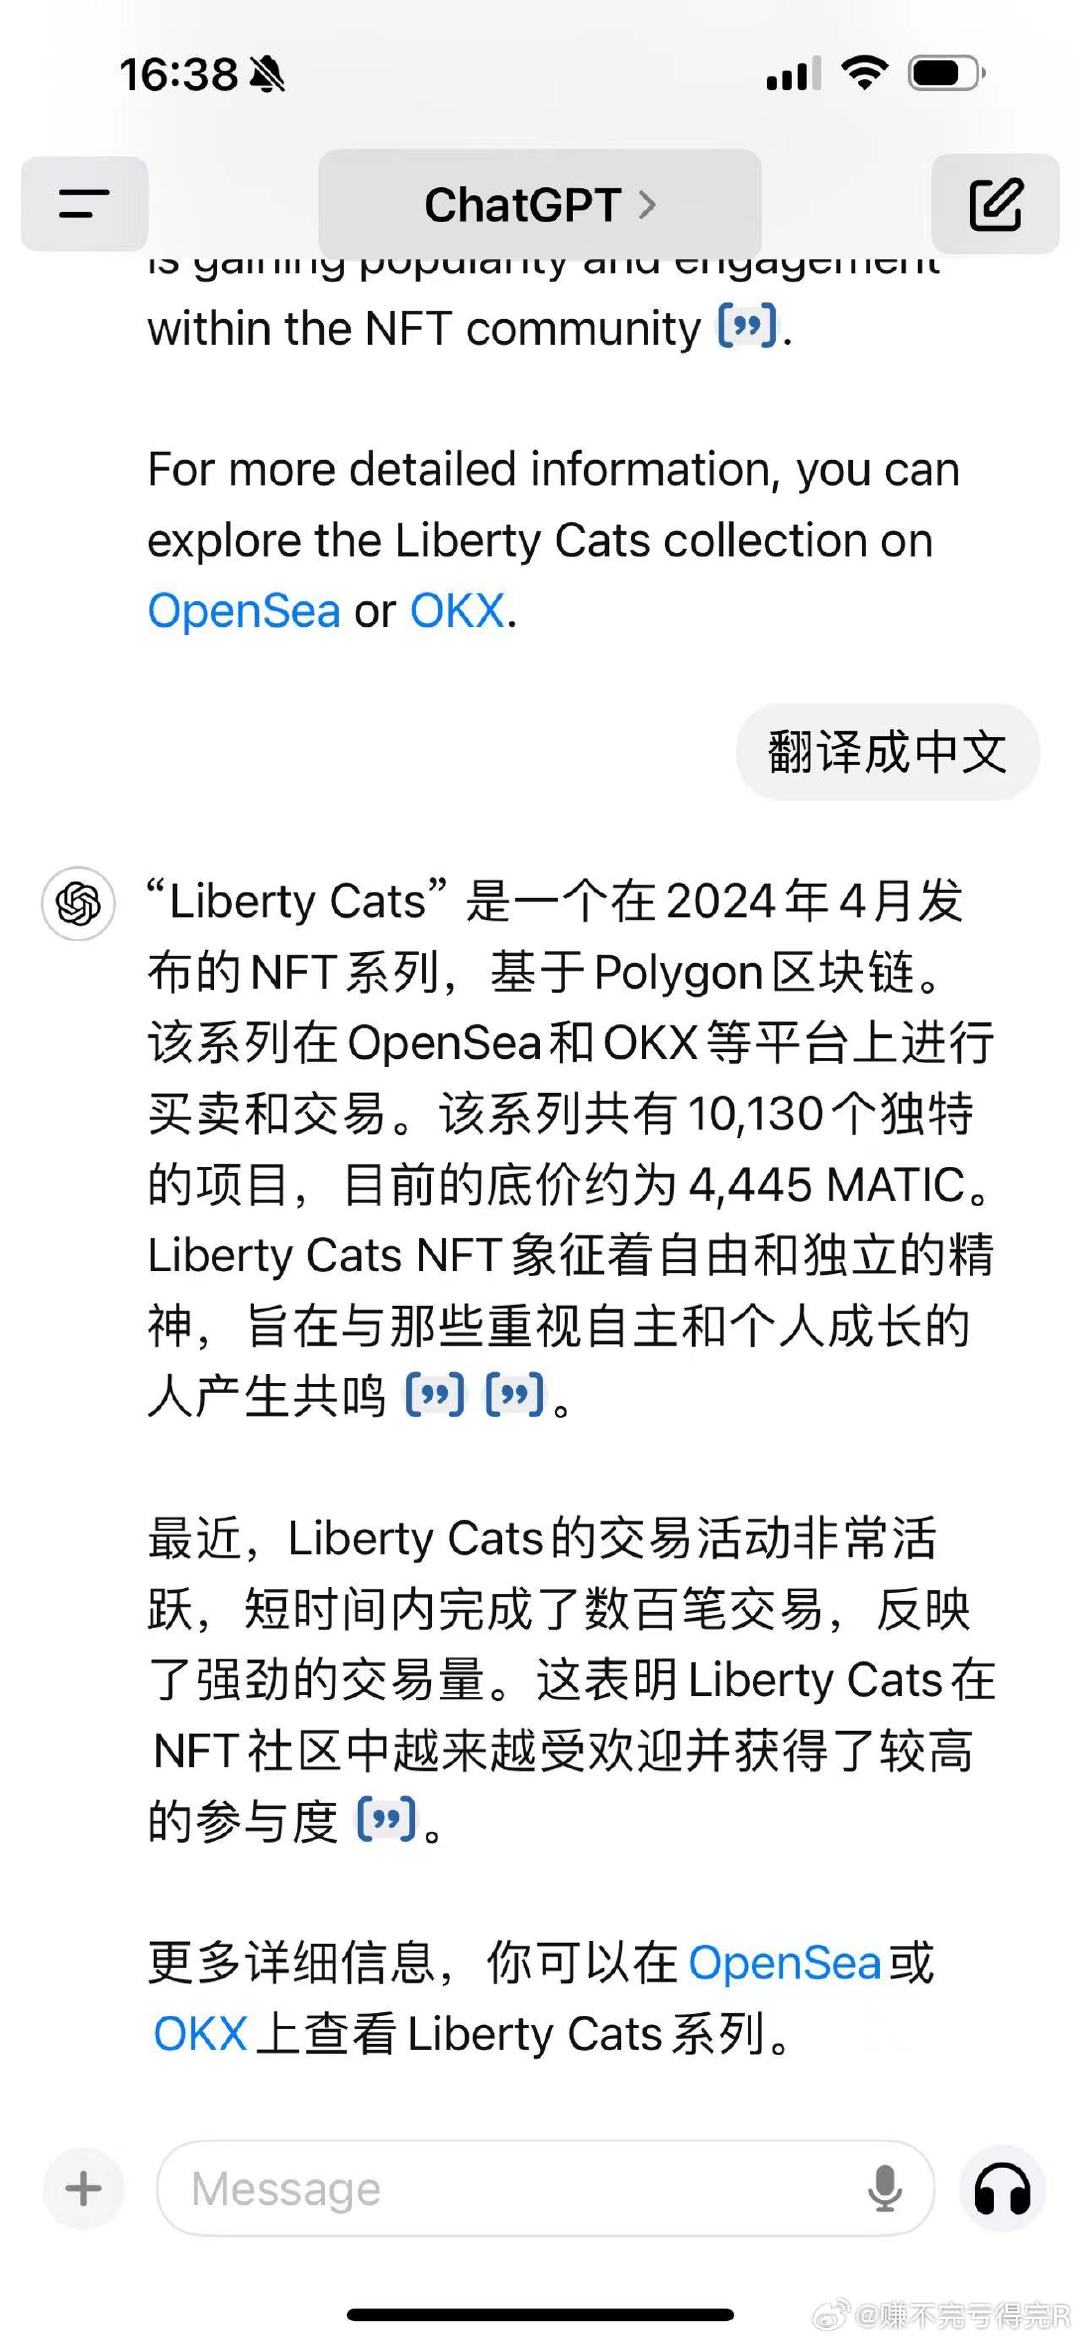 16:38
ChatGPT
is gaining popularity and engagement
within the NFT community.
For more detailed information, you can
explore the Liberty Cats collection on
OpenSea or OKX.
翻译成中文
“Liberty Cats” 是一个在2024年4月发
布的NFT系列，基于Polygon区块链。
该系列在OpenSea和OKX等平台上进行
买卖和交易。该系列共有10,130个独特
的项目，目前的底价约为4,445 MATIC。
Liberty Cats NFT象征着自由和独立的精
神，旨在与那些重视自主和个人成长的
人产生共鸣。
最近，Liberty Cats的交易活动非常活
跃，短时间内完成了数百笔交易，反映
了强劲的交易量。这表明Liberty Cats在
NFT社区中越来越受欢迎并获得了较高
的参与度。
更多详细信息，你可以在OpenSea或
OKX上查看Liberty Cats系列。
Message
@赚不完亏得完R